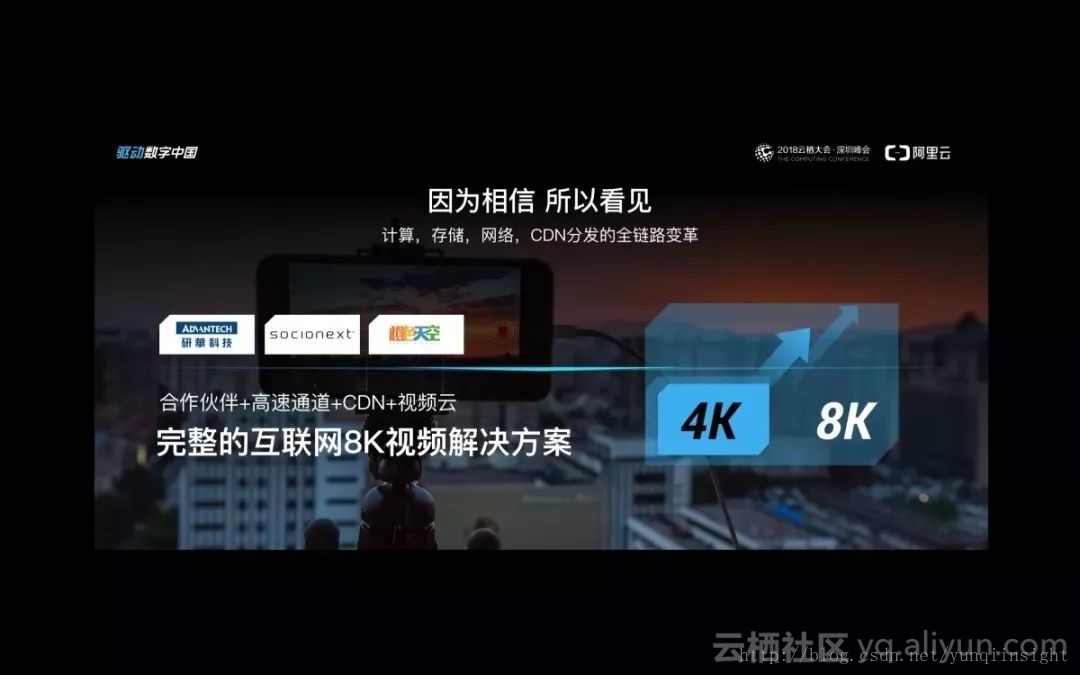 驱动数字中国
2018云栖大会·深圳峰会
THE COMPUTING CONFERENCE
阿里云
因为相信 所以看见
计算，存储，网络，CDN分发的全链路变革
ADVANTECH
研華科技
socionext
橙色天空
合作伙伴+高速通道+CDN+视频云
完整的互联网8K视频解决方案
4K
8K
云栖社区 yq.aliyun.com
http://blog.csdn.net/yunqiinsight